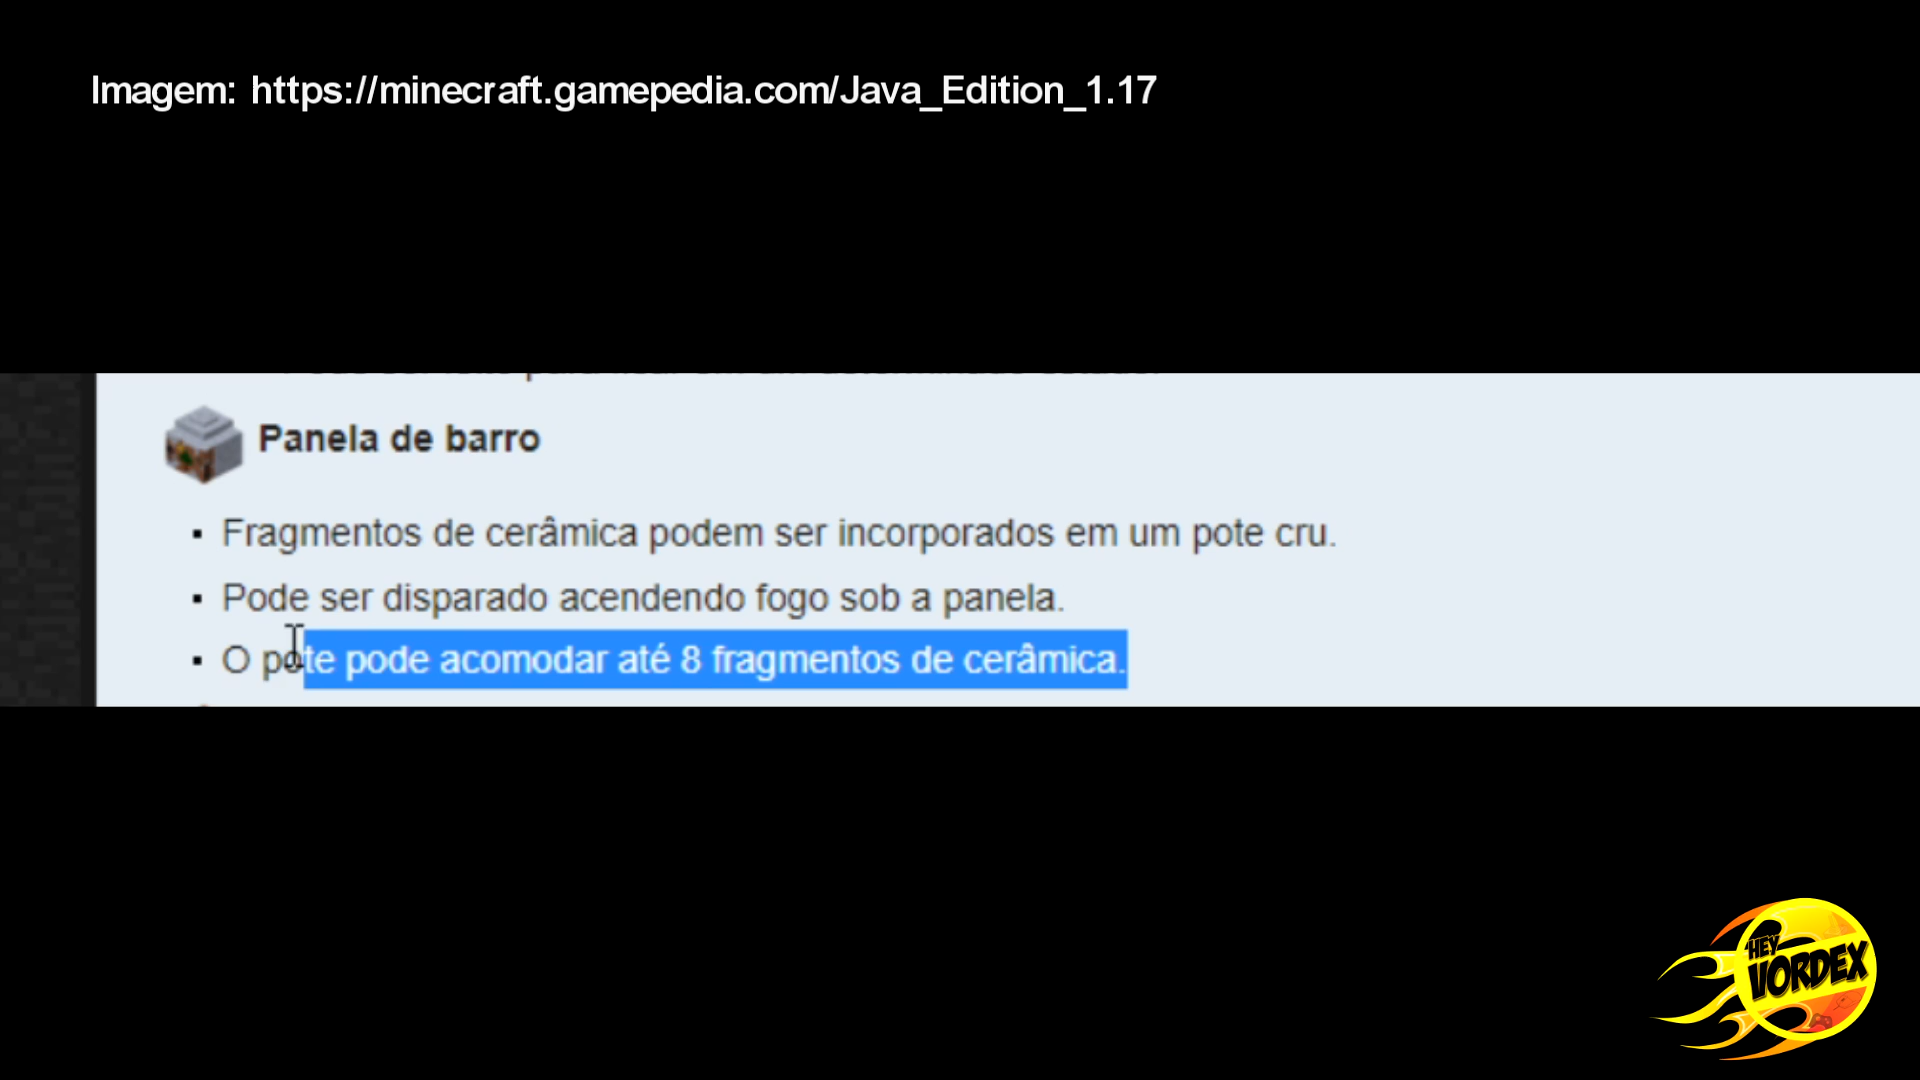 Imagem: https://minecraft.gamepedia.com/Java_Edition_1.17
Panela de barro
Fragmentos de cerâmica podem ser incorporados em um pote cru.
Pode ser disparado acendendo fogo sob a panela.
O pote pode acomodar até 8 fragmentos de cerâmica.
HEY
VORDEX